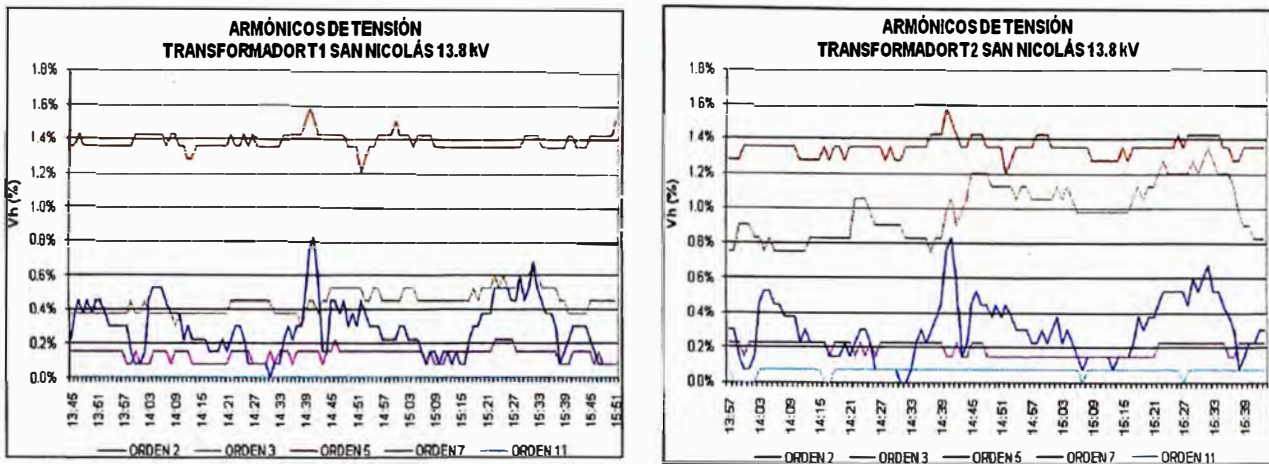 ARMÓNICOS DE TENSIÓN
TRANSFORMADOR T1 SAN NICOLÁS 13.8 kV
Vh (%)
1.8%
1.6%
1.4%
1.2%
1.0%
0.8%
0.6%
0.4%
0.2%
0.0%
13:45 13:51 13:57 14:03 14:09 14:15 14:21 14:27 14:33 14:39 14:45 14:51 14:57 15:03 15:09 15:15 15:21 15:27 15:33 15:39 15:45 15:51
ORDEN 2 ORDEN 3 ORDEN 5 ORDEN 7 ORDEN 11
ARMÓNICOS DE TENSIÓN
TRANSFORMADOR T2 SAN NICOLÁS 13.8 kV
Vh (%)
1.8%
1.6%
1.4%
1.2%
1.0%
0.8%
0.6%
0.4%
0.2%
0.0%
13:57 14:03 14:09 14:15 14:21 14:27 14:33 14:39 14:45 14:51 14:57 15:03 15:09 15:15 15:21 15:27 15:33 15:39
ORDEN 2 ORDEN 3 ORDEN 5 ORDEN 7 ORDEN 11